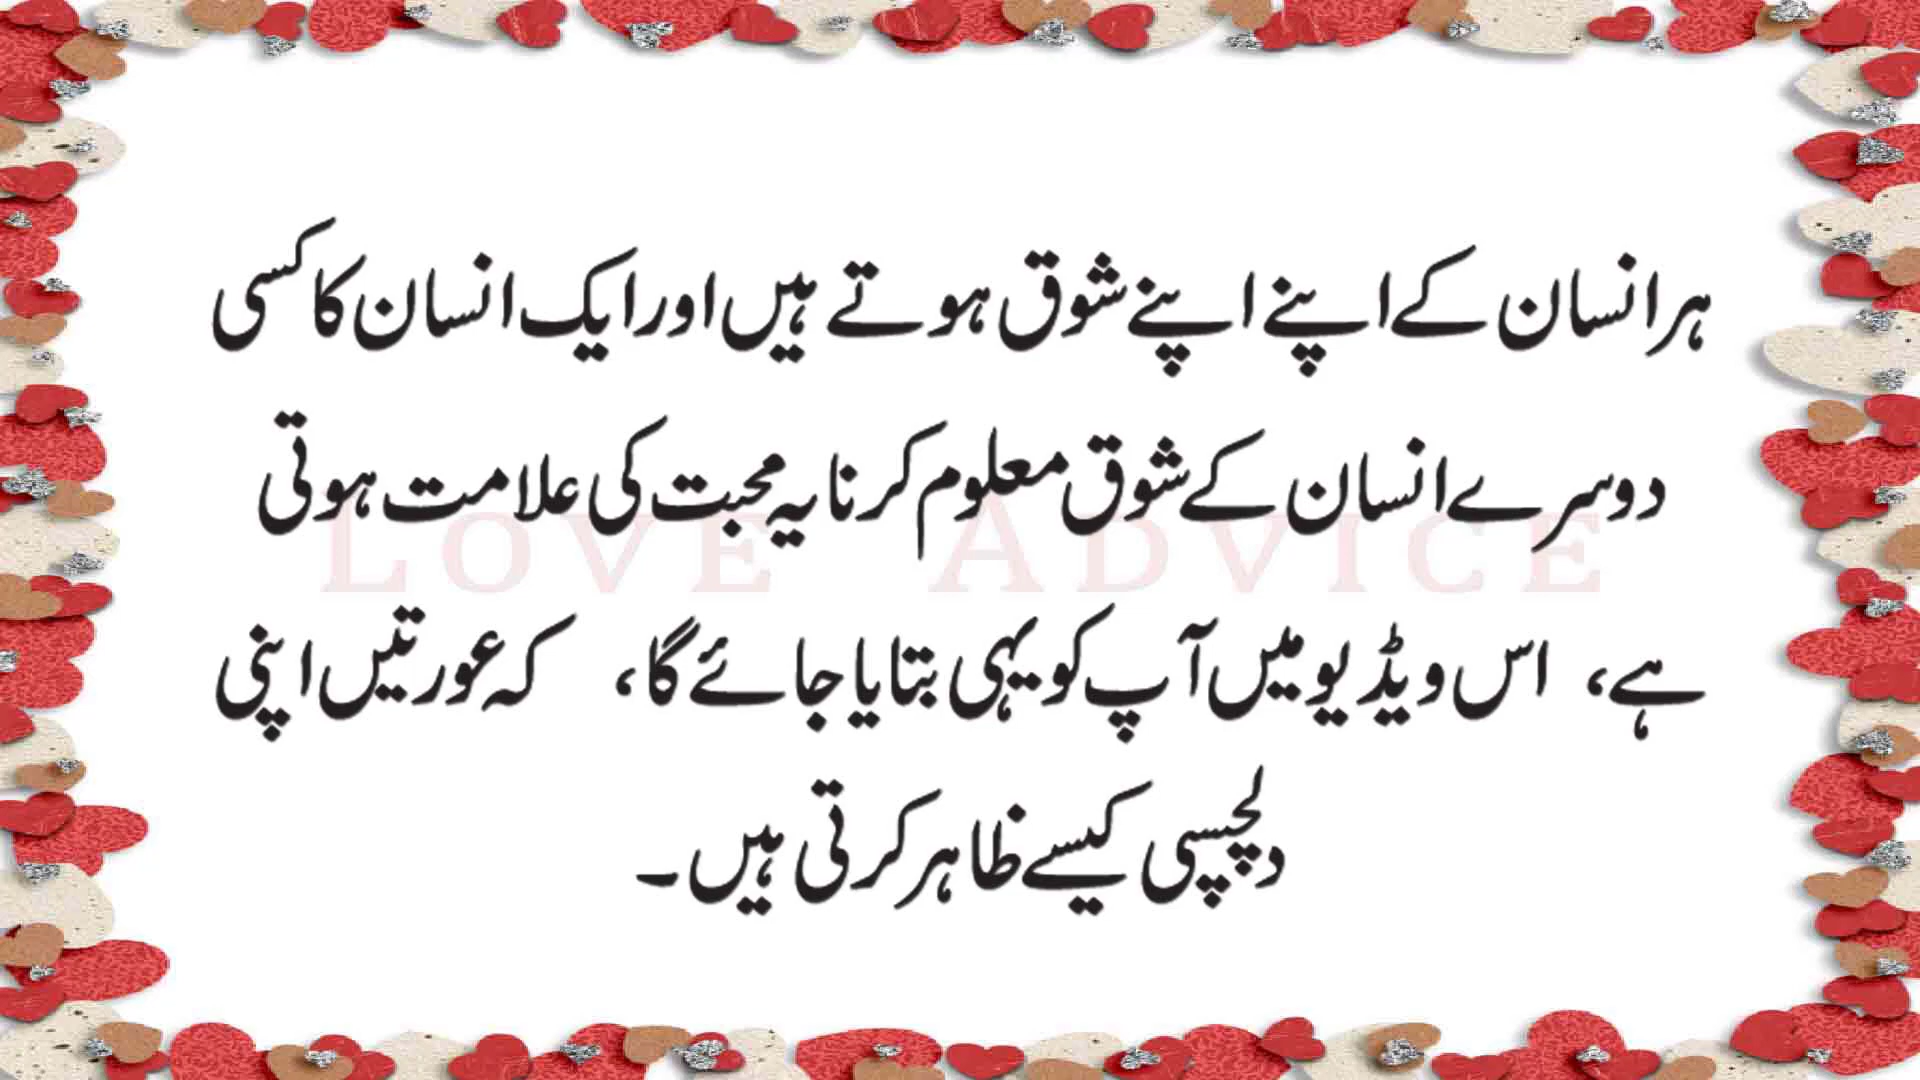 ہر انسان کے اپنے اپنے شوق ہوتے ہیں اور ایک انسان کا کسی
دوسرے انسان کے شوق معلوم کرنا یہ محبت کی علامت ہوتی
LOVE ADVICE
ہے، اس ویڈیو میں آپ کو یہی بتایا جائے گا، کہ عورتیں اپنی
دلچسپی کیسے ظاہر کرتی ہیں۔